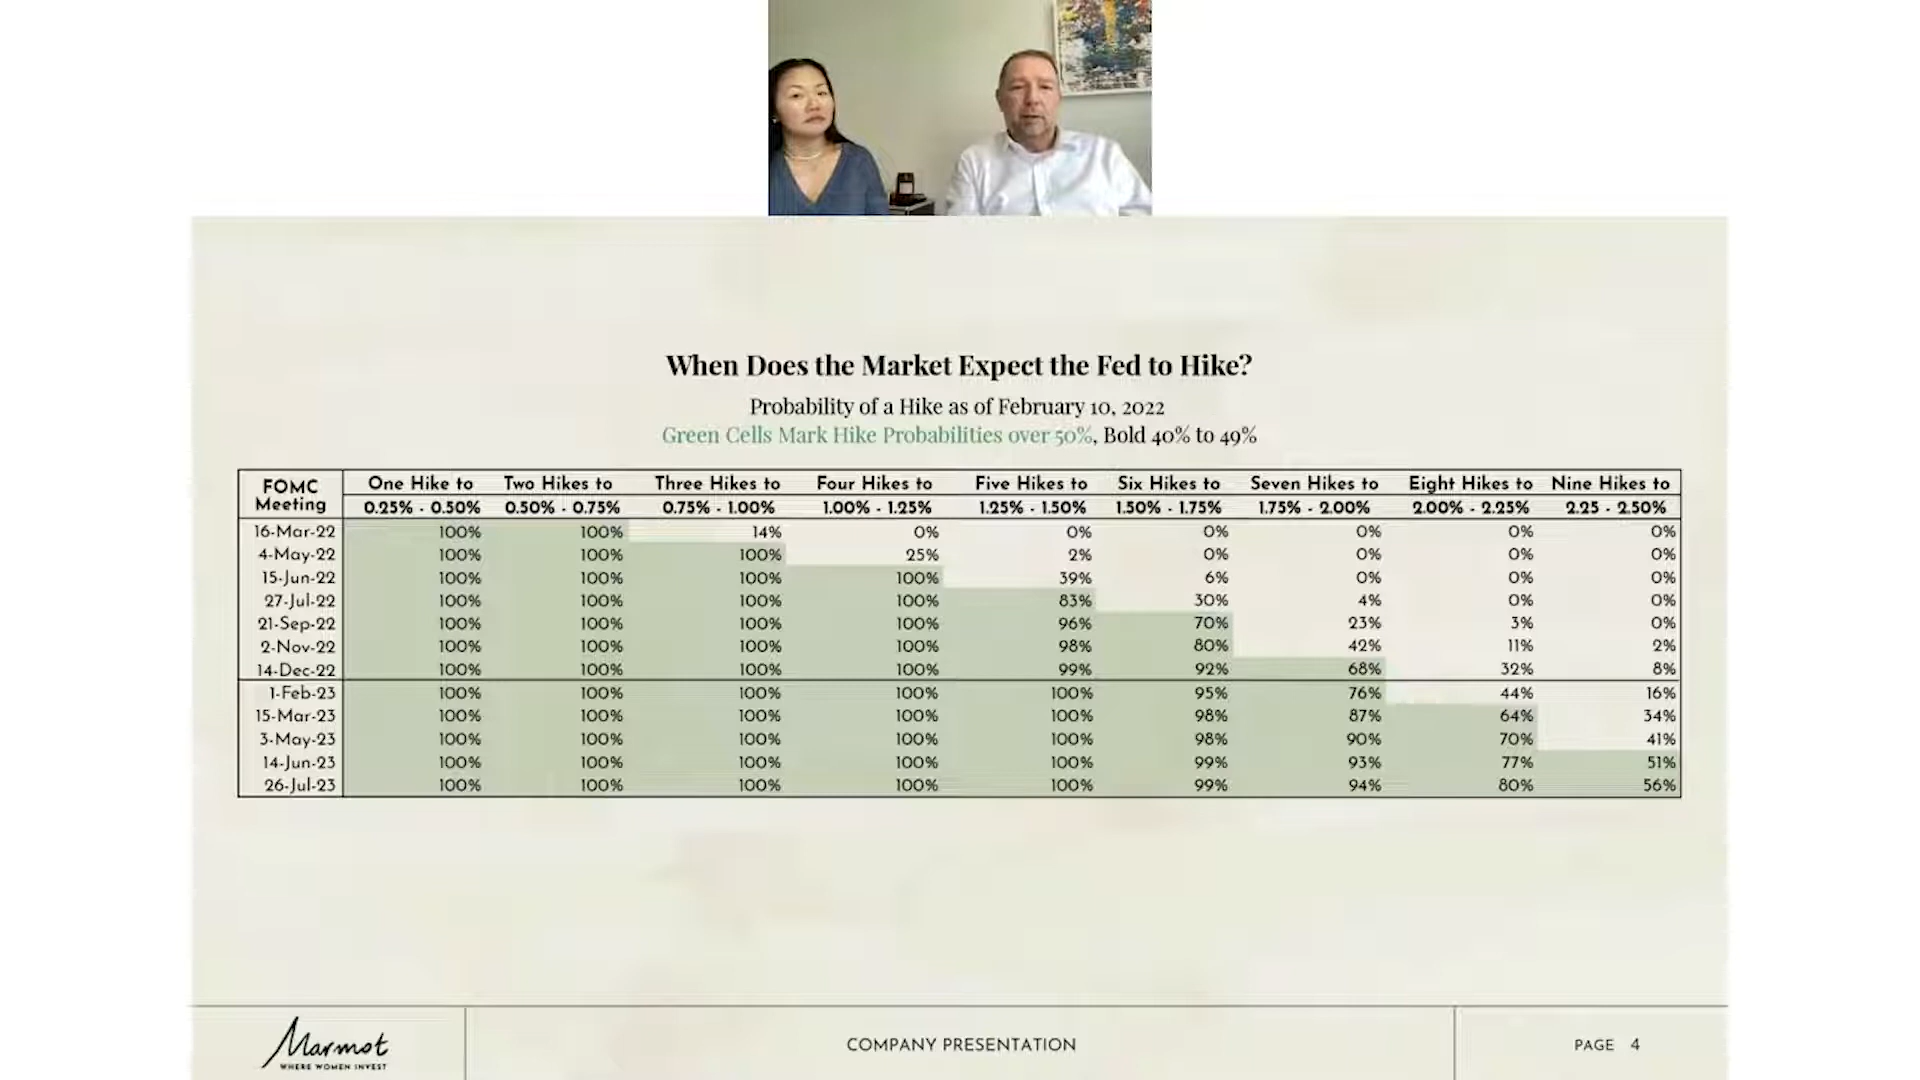 When Does the Market Expect the Fed to Hike?
Probability of a Hike as of February 10, 2022
Green Cells Mark Hike Probabilities over 50%, Bold 40% to 49%
FOMC Meeting One Hike to Two Hikes to Three Hikes to Four Hikes to Five Hikes to Six Hikes to Seven Hikes to Eight Hikes to Nine Hikes to
0.25% - 0.50% 0.50% - 0.75% 0.75% - 1.00% 1.00% - 1.25% 1.25% - 1.50% 1.50% - 1.75% 1.75% - 2.00% 2.00% - 2.25% 2.25 - 2.50%
16-Mar-22 100% 100% 14% 0% 0% 0% 0% 0% 0%
4-May-22 100% 100% 100% 25% 2% 0% 0% 0% 0%
15-Jun-22 100% 100% 100% 100% 39% 6% 0% 0% 0%
27-Jul-22 100% 100% 100% 100% 83% 30% 4% 0% 0%
21-Sep-22 100% 100% 100% 100% 96% 70% 23% 3% 0%
2-Nov-22 100% 100% 100% 100% 98% 80% 42% 11% 2%
14-Dec-22 100% 100% 100% 100% 99% 92% 68% 32% 8%
1-Feb-23 100% 100% 100% 100% 100% 95% 76% 44% 16%
15-Mar-23 100% 100% 100% 100% 100% 98% 87% 64% 34%
3-May-23 100% 100% 100% 100% 100% 98% 90% 70% 41%
14-Jun-23 100% 100% 100% 100% 100% 99% 93% 77% 51%
26-Jul-23 100% 100% 100% 100% 100% 99% 94% 80% 56%
Marmot
WHERE WOMEN INVEST
COMPANY PRESENTATION
PAGE 4